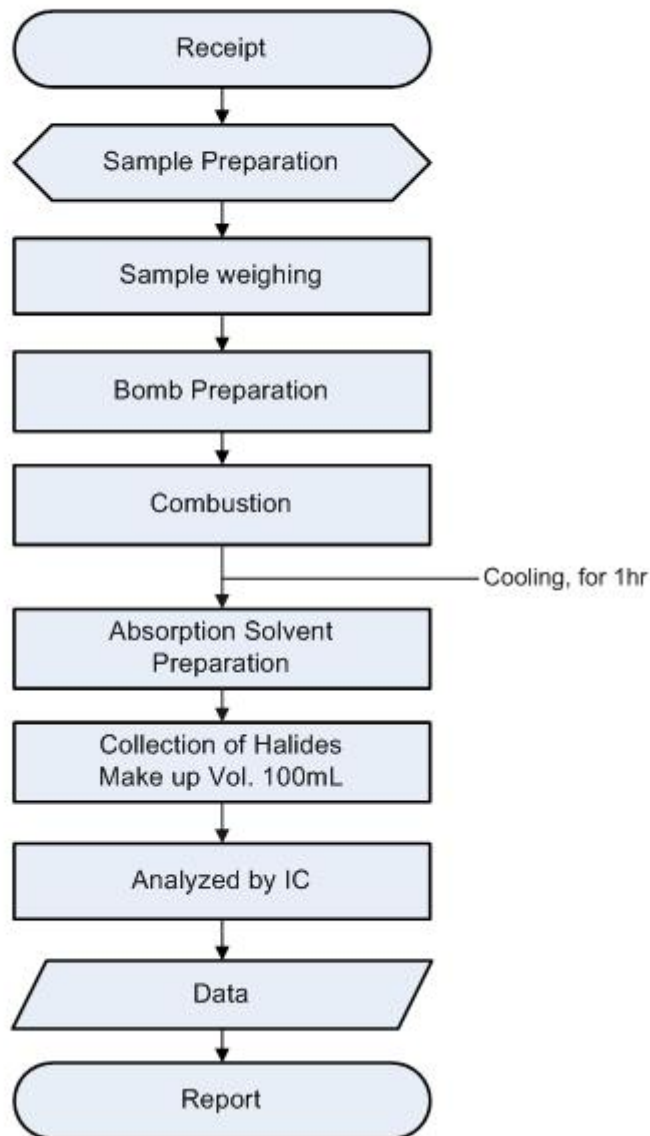 Receipt
Sample Preparation
Sample weighing
Bomb Preparation
Combustion
Cooling, for 1hr
Absorption Solvent
Preparation
Collection of Halides
Make up Vol. 100mL
Analyzed by IC
Data
Report